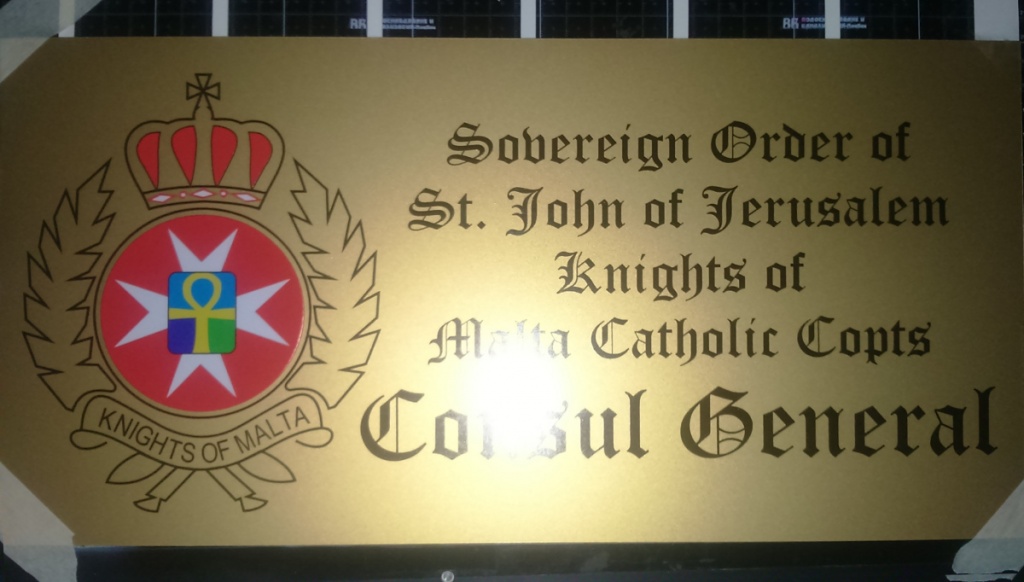 Sovereign Order of
St. John of Jerusalem
Knights of
Malta Catholic Copts
Consul General
KNIGHTS OF MALTA